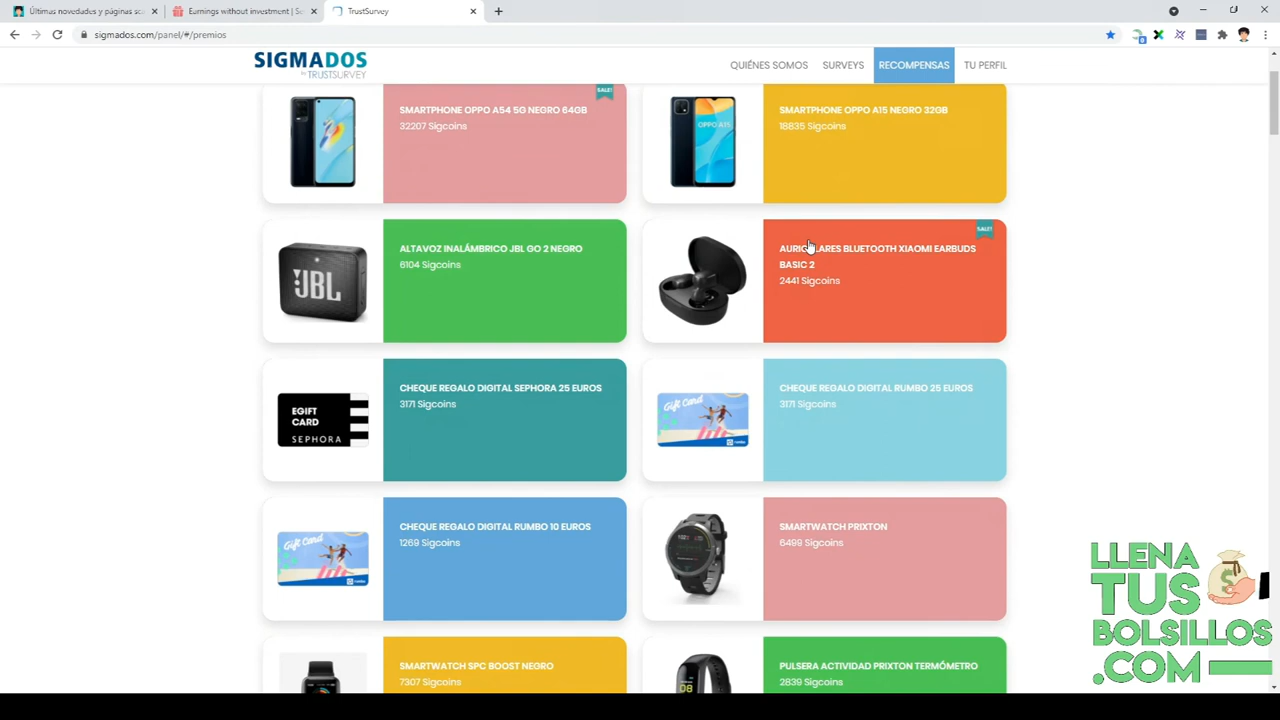 Últimas novedades y páginas sc
Earnings without investment | Se
TrustSurvey
sigmados.com/panel/#/premios
SIGMADOS
by TRUSTSURVEY
QUIÉNES SOMOS
SURVEYS
RECOMPENSAS
TU PERFIL
SALE!
SMARTPHONE OPPO A54 5G NEGRO 64GB
32207 Sigcoins
OPPO A15
SMARTPHONE OPPO A15 NEGRO 32GB
18835 Sigcoins
JBL
ALTAVOZ INALÁMBRICO JBL GO 2 NEGRO
6104 Sigcoins
SALE!
AURICULARES BLUETOOTH XIAOMI EARBUDS
BASIC 2
2441 Sigcoins
EGIFT
CARD
SEPHORA
CHEQUE REGALO DIGITAL SEPHORA 25 EUROS
3171 Sigcoins
Gift Card
rumbo
CHEQUE REGALO DIGITAL RUMBO 25 EUROS
3171 Sigcoins
Gift Card
rumbo
CHEQUE REGALO DIGITAL RUMBO 10 EUROS
1269 Sigcoins
SMARTWATCH PRIXTON
6499 Sigcoins
SMARTWATCH SPC BOOST NEGRO
7307 Sigcoins
PULSERA ACTIVIDAD PRIXTON TERMÓMETRO
2839 Sigcoins
LLENA
TUS
BOLSILLOS
.COM